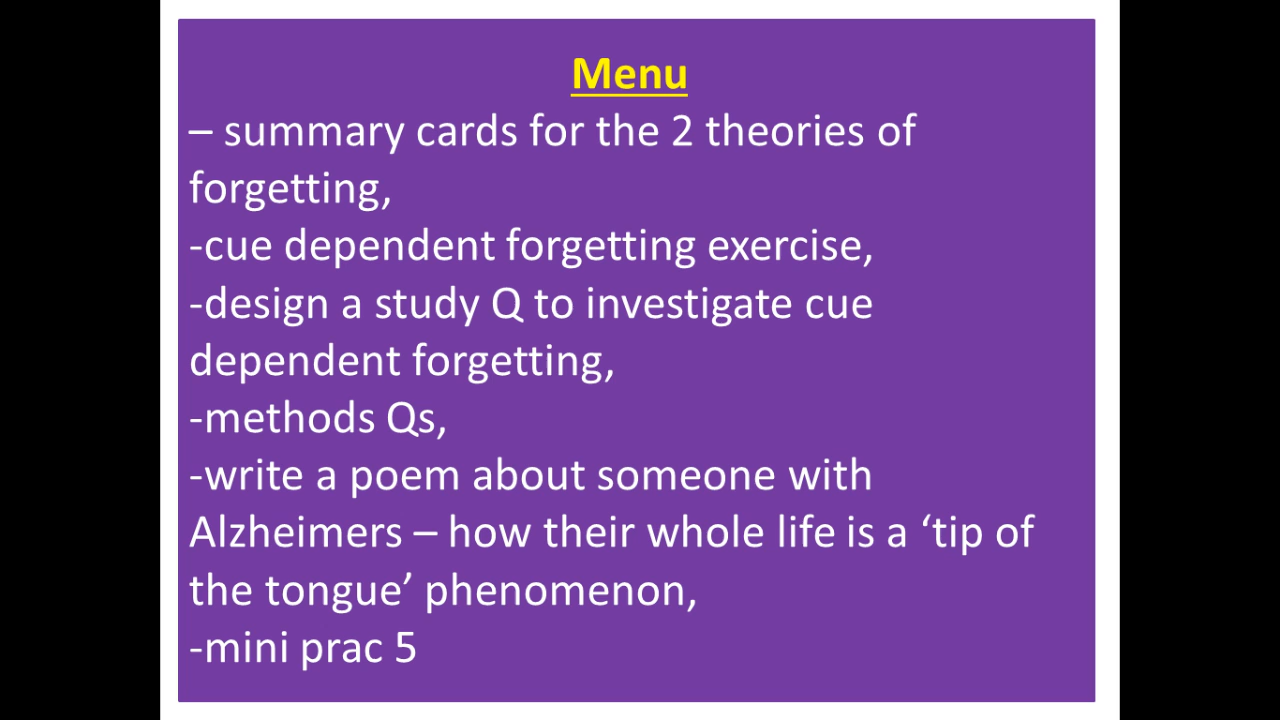 Menu
– summary cards for the 2 theories of
forgetting,
-cue dependent forgetting exercise,
-design a study Q to investigate cue
dependent forgetting,
-methods Qs,
-write a poem about someone with
Alzheimers – how their whole life is a ‘tip of
the tongue’ phenomenon,
-mini prac 5